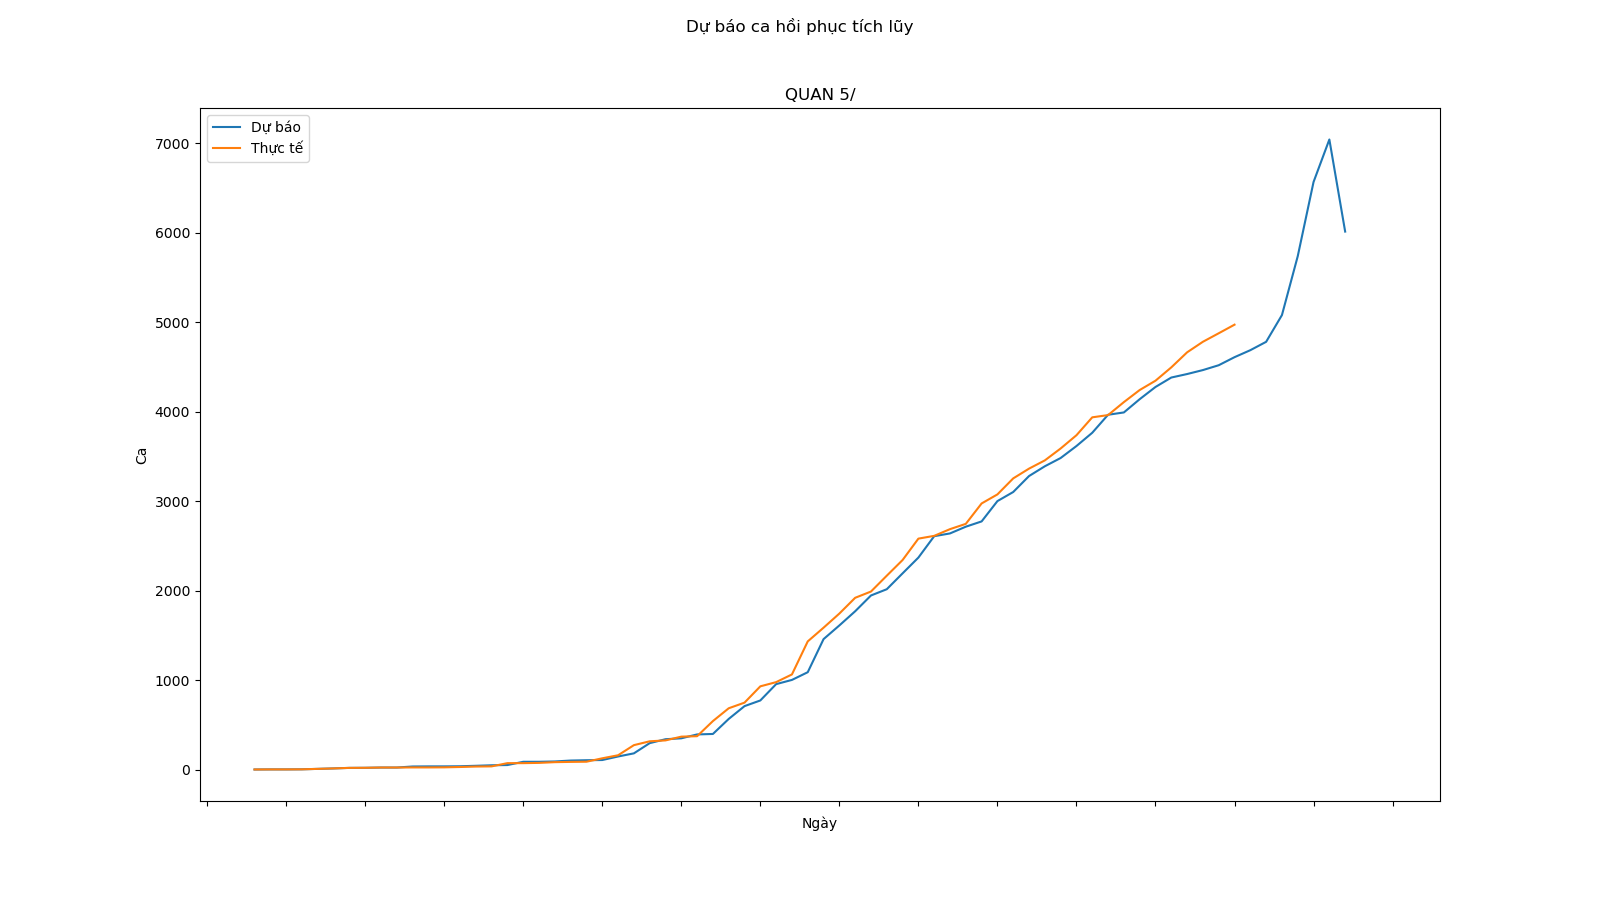 Dự báo ca hồi phục tích lũy
QUAN 5/
Dự báo
Thực tế
7000
6000
5000
4000
3000
2000
1000
0
Ca
Ngày